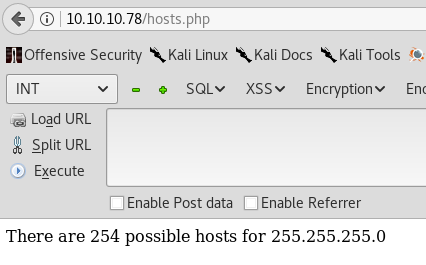 10.10.10.78/hosts.php
Offensive Security Kali Linux Kali Docs Kali Tools
INT SQL XSS Encryption Enc
Load URL
Split URL
Execute
Enable Post data Enable Referrer
There are 254 possible hosts for 255.255.255.0